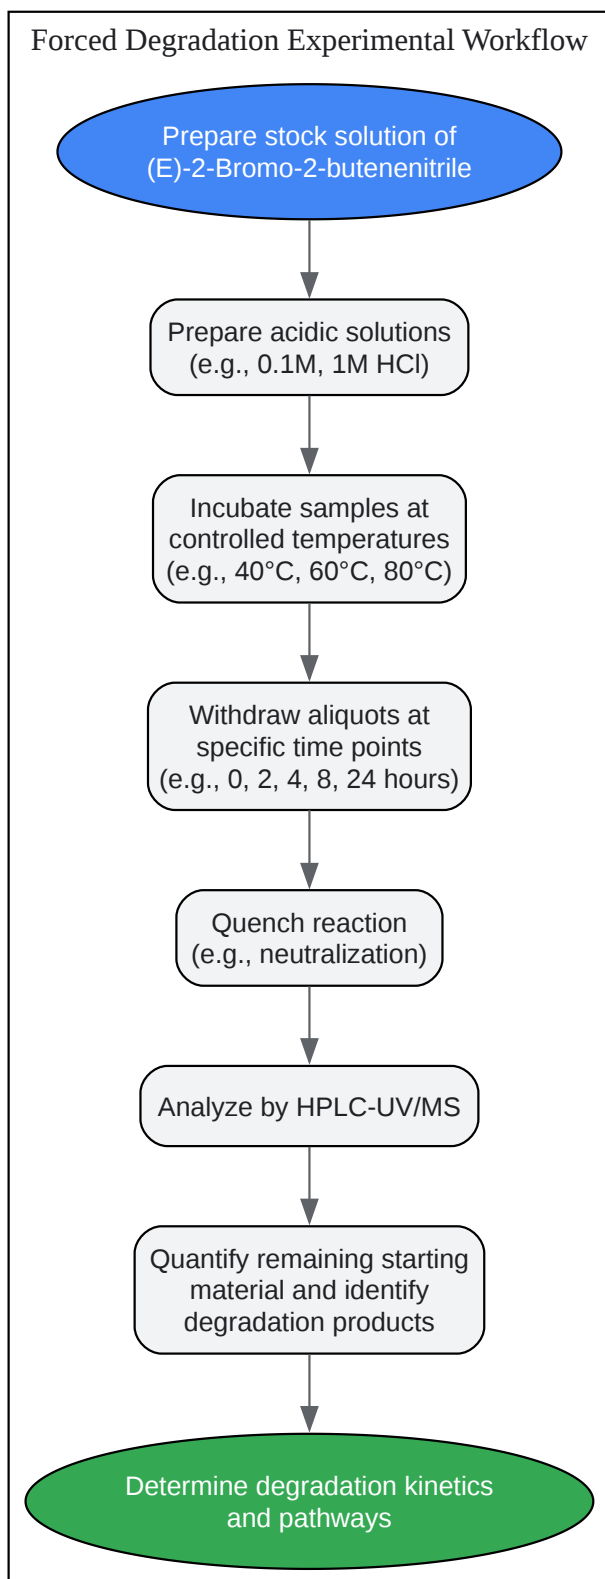 Forced Degradation Experimental Workflow
Prepare stock solution of
(E)-2-Bromo-2-butenenitrile
Prepare acidic solutions
(e.g., 0.1M, 1M HCl)
Incubate samples at
controlled temperatures
(e.g., 40°C, 60°C, 80°C)
Withdraw aliquots at
specific time points
(e.g., 0, 2, 4, 8, 24 hours)
Quench reaction
(e.g., neutralization)
Analyze by HPLC-UV/MS
Quantify remaining starting
material and identify
degradation products
Determine degradation kinetics
and pathways